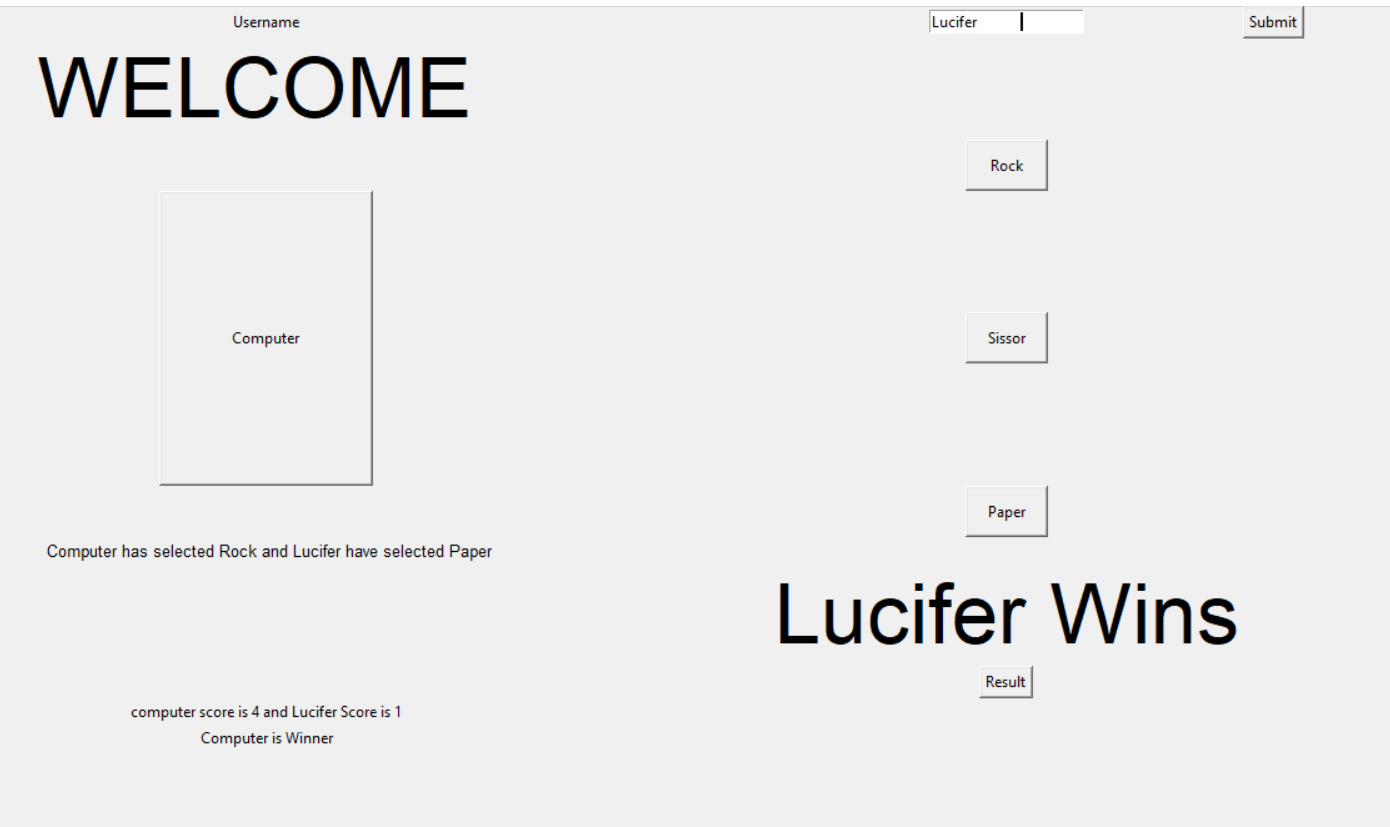 Username
Lucifer
Submit
WELCOME
Rock
Computer
Sissor
Paper
Computer has selected Rock and Lucifer have selected Paper
Lucifer Wins
Result
computer score is 4 and Lucifer Score is 1
Computer is Winner